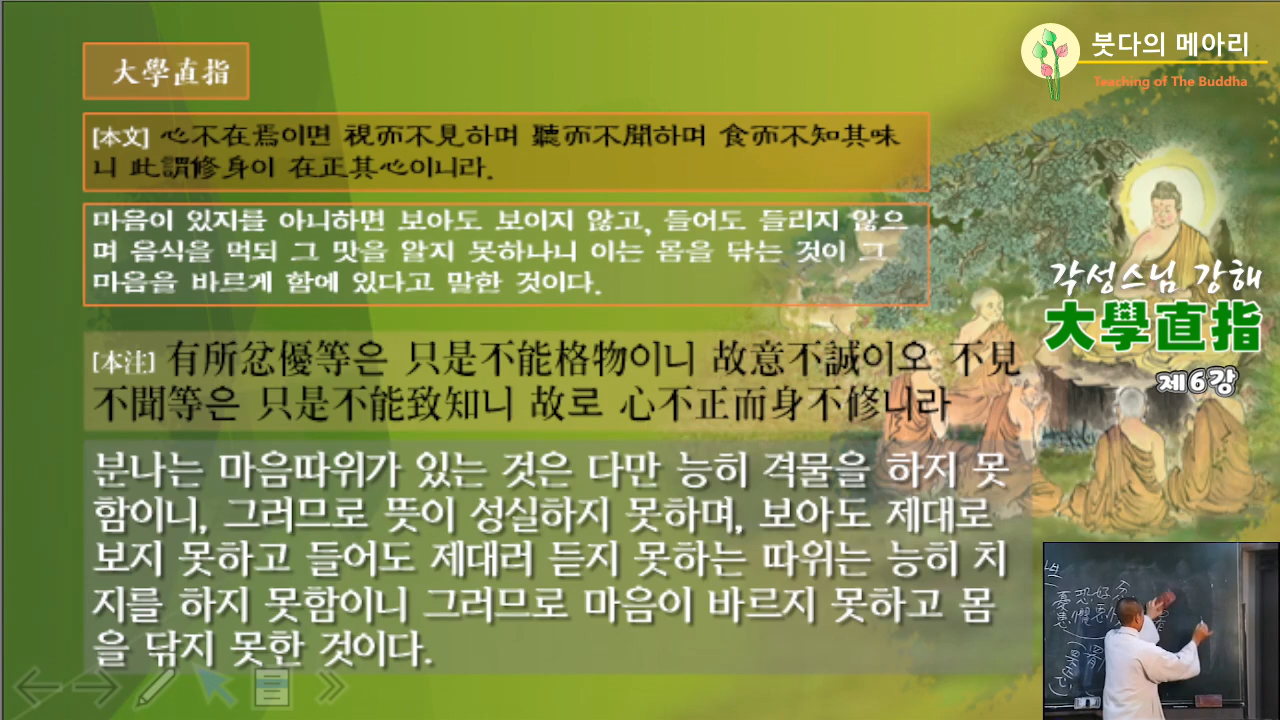 大學直指
[本文] 心不在焉이면 視而不見하며 聽而不聞하며 食而不知其味
니 此謂修身이 在正其心이니라.
마음이 있지를 아니하면 보아도 보이지 않고, 들어도 들리지 않으
며 음식을 먹되 그 맛을 알지 못하나니 이는 몸을 닦는 것이 그
마음을 바르게 함에 있다고 말한 것이다.
[本注] 有所忿優等은 只是不能格物이니 故意不誠이오 不見
不聞等은 只是不能致知니 故로 心不正而身不修니라
분나는 마음따위가 있는 것은 다만 능히 격물을 하지 못
함이니, 그러므로 뜻이 성실하지 못하며, 보아도 제대로
보지 못하고 들어도 제대러 듣지 못하는 따위는 능히 치
지를 하지 못함이니 그러므로 마음이 바르지 못하고 몸
을 닦지 못한 것이다.
붓다의 메아리
Teaching of The Buddha
각성스님 강해
大學直指
제6강